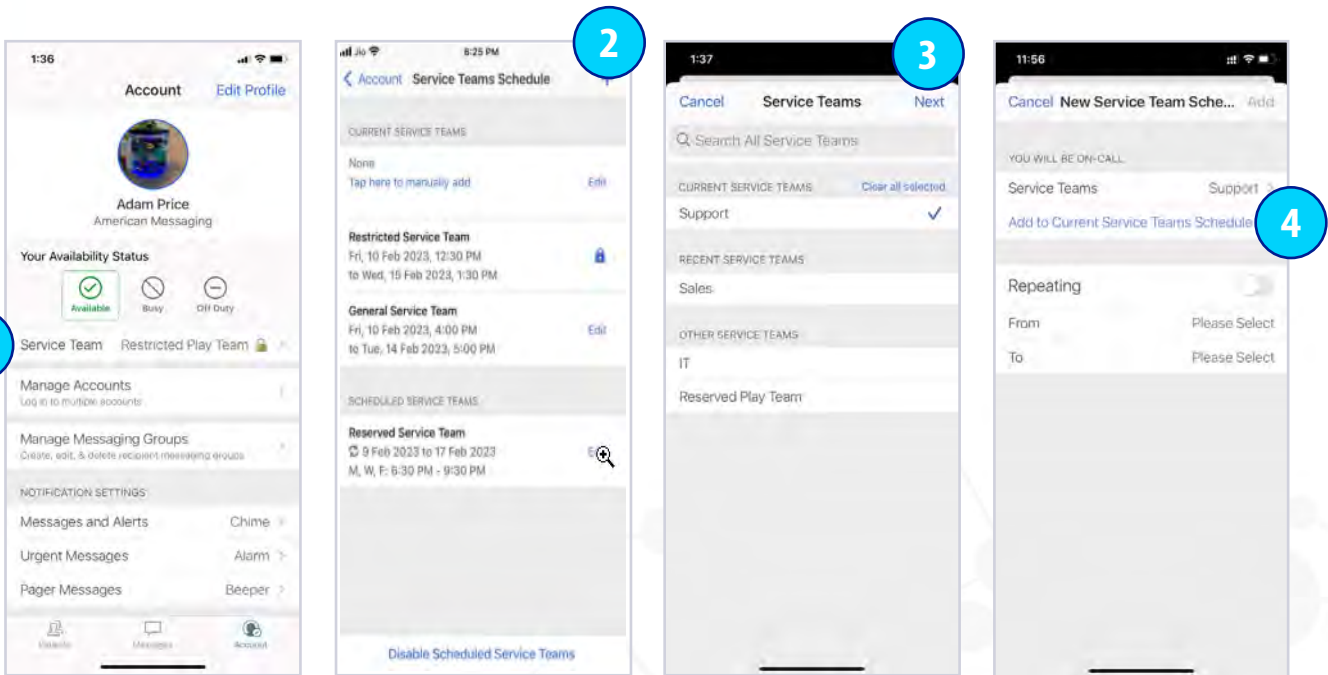 1:36
Account
Edit Profile
Adam Price
American Messaging
Your Availability Status
Available
Busy
Off Duty
Service Team
Restricted Play Team
Manage Accounts
Log in to multiple accounts
Manage Messaging Groups
Create, edit, & delete recipient messaging groups
NOTIFICATION SETTINGS
Messages and Alerts
Chime
Urgent Messages
Alarm
Pager Messages
Beeper
Messages
Account
2
Jio
6:25 PM
Account
Service Teams Schedule
CURRENT SERVICE TEAMS
None
Tap here to manually add
Edit
Restricted Service Team
Fri, 10 Feb 2023, 12:30 PM
to Wed, 15 Feb 2023, 1:30 PM
General Service Team
Fri, 10 Feb 2023, 4:00 PM
Edit
to Tue, 14 Feb 2023, 5:00 PM
SCHEDULED SERVICE TEAMS
Reserved Service Team
9 Feb 2023 to 17 Feb 2023
M, W, F: 6:30 PM - 9:30 PM
Disable Scheduled Service Teams
3
1:37
Cancel
Service Teams
Next
Search All Service Teams
CURRENT SERVICE TEAMS
Clear all selected
Support
RECENT SERVICE TEAMS
Sales
OTHER SERVICE TEAMS
IT
Reserved Play Team
11:56
Cancel
New Service Team Sche...
Add
YOU WILL BE ON-CALL
Service Teams
Support
Add to Current Service Teams Schedule
4
Repeating
From
Please Select
To
Please Select